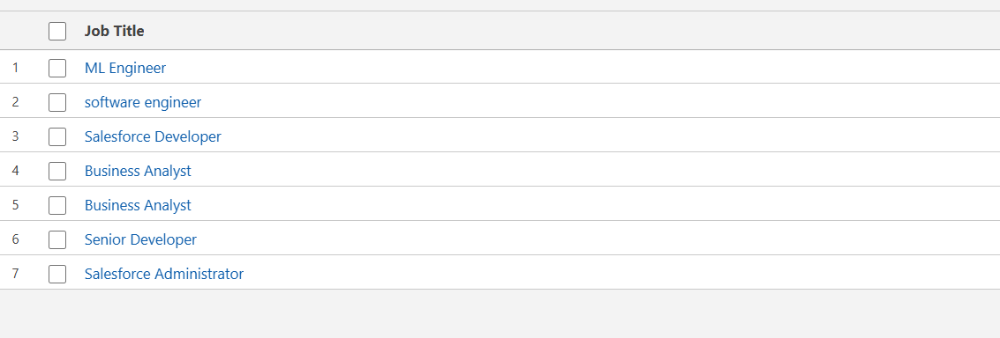 Job Title
1 ML Engineer
2 software engineer
3 Salesforce Developer
4 Business Analyst
5 Business Analyst
6 Senior Developer
7 Salesforce Administrator